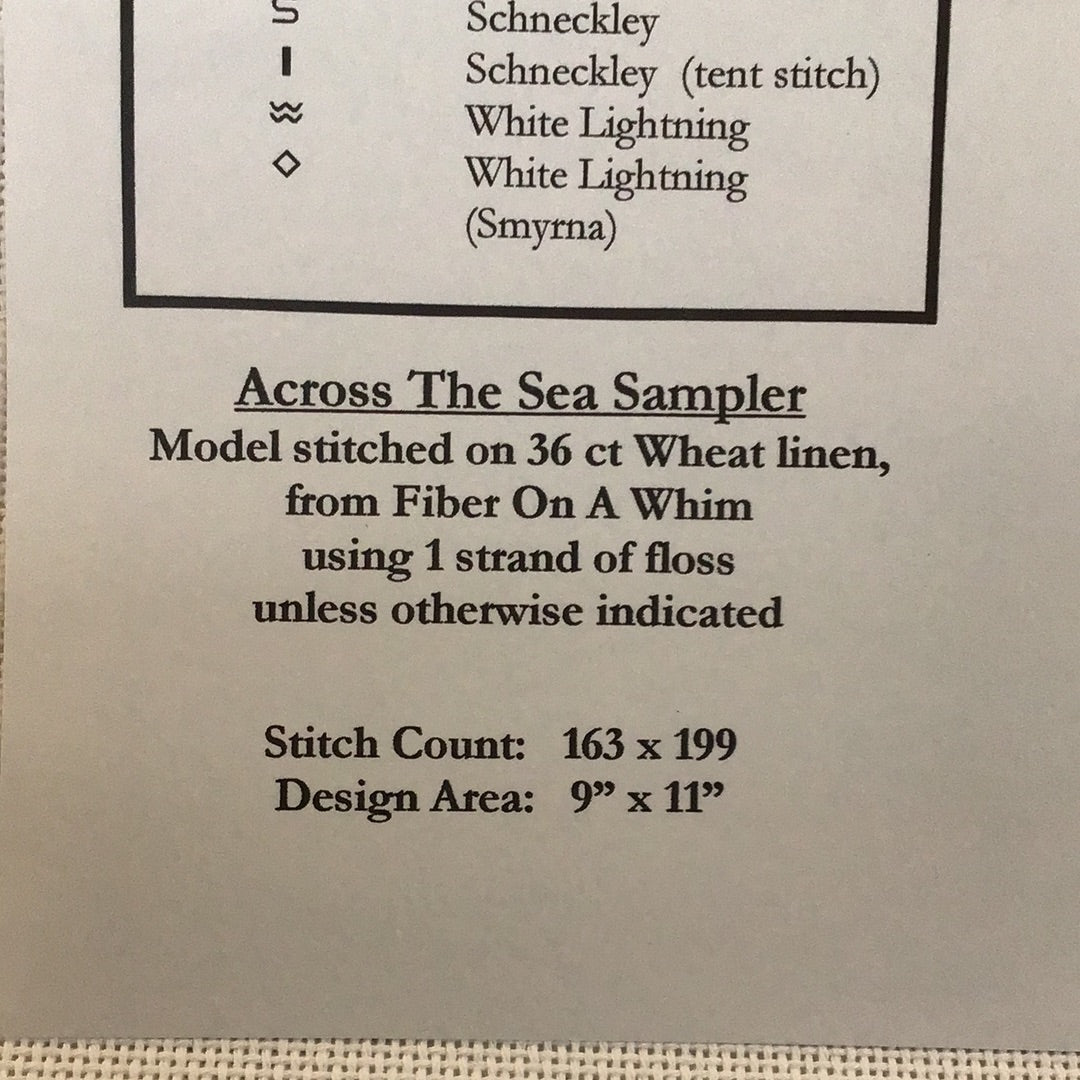 Schneckley
Schneckley (tent stitch)
White Lightning
White Lightning
(Smyrna)
Across The Sea Sampler
Model stitched on 36 ct Wheat linen,
from Fiber On A Whim
using 1 strand of floss
unless otherwise indicated
Stitch Count: 163 x 199
Design Area: 9” x 11”